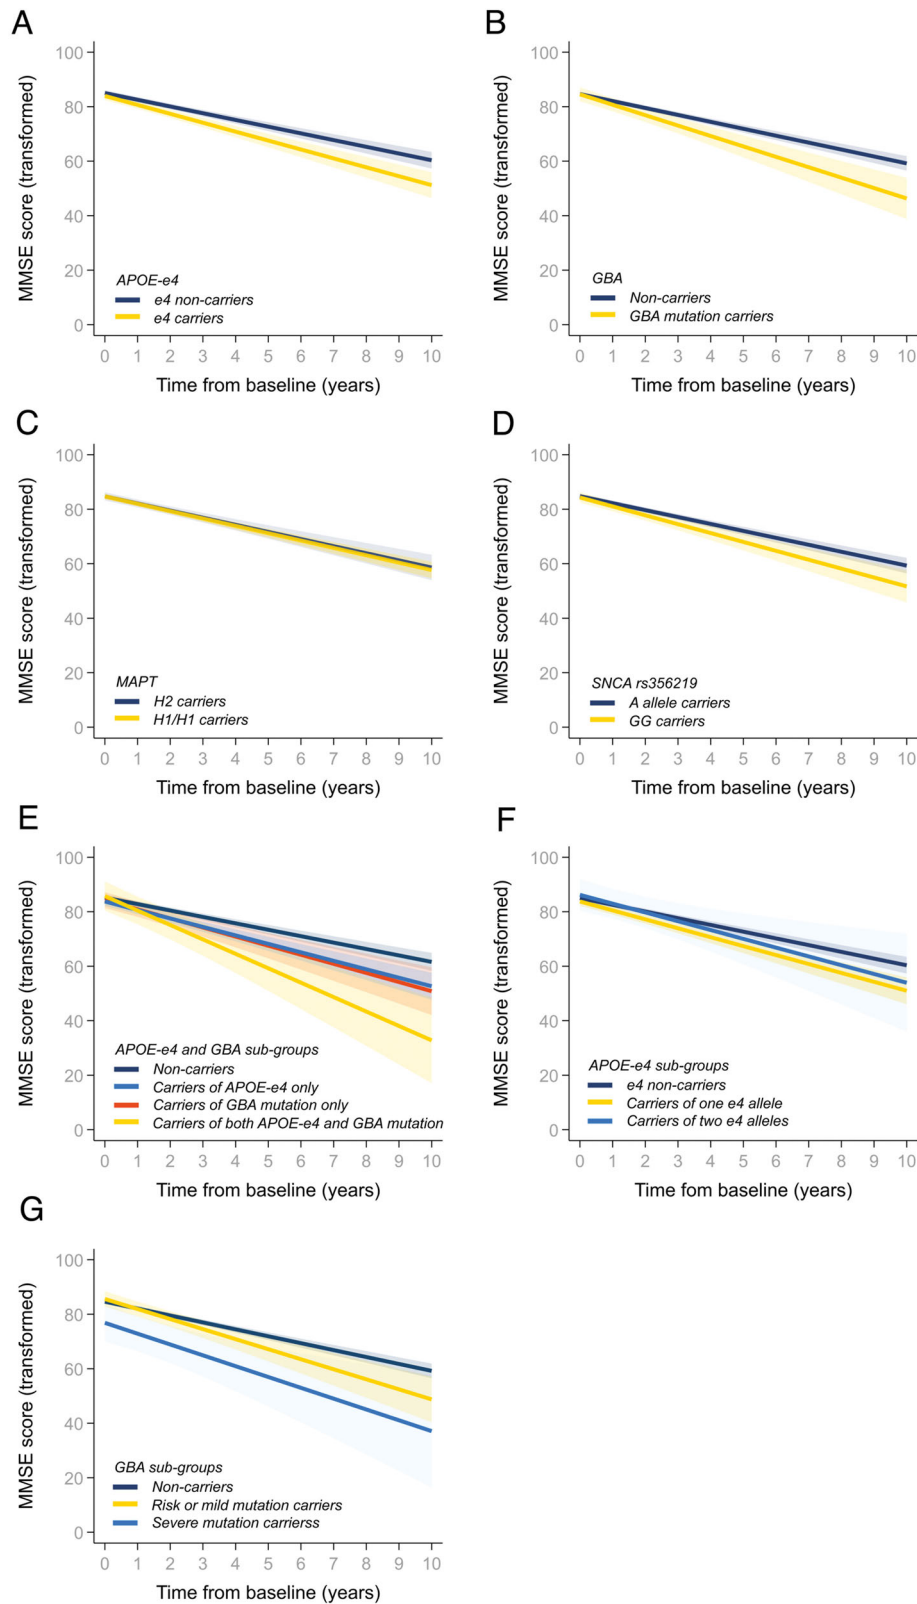 A
MMSE score (transformed)
100
80
60
40
20
0
APOE-e4
e4 non-carriers
e4 carriers
0 1 2 3 4 5 6 7 8 9 10
Time from baseline (years)
B
MMSE score (transformed)
100
80
60
40
20
0
GBA
Non-carriers
GBA mutation carriers
0 1 2 3 4 5 6 7 8 9 10
Time from baseline (years)
C
MMSE score (transformed)
100
80
60
40
20
0
MAPT
H2 carriers
H1/H1 carriers
0 1 2 3 4 5 6 7 8 9 10
Time from baseline (years)
D
MMSE score (transformed)
100
80
60
40
20
0
SNCA rs356219
A allele carriers
GG carriers
0 1 2 3 4 5 6 7 8 9 10
Time from baseline (years)
E
MMSE score (transformed)
100
80
60
40
20
0
APOE-e4 and GBA sub-groups
Non-carriers
Carriers of APOE-e4 only
Carriers of GBA mutation only
Carriers of both APOE-e4 and GBA mutation
0 1 2 3 4 5 6 7 8 9 10
Time from baseline (years)
F
MMSE score (transformed)
100
80
60
40
20
0
APOE-e4 sub-groups
e4 non-carriers
Carriers of one e4 allele
Carriers of two e4 alleles
0 1 2 3 4 5 6 7 8 9 10
Time fom baseline (years)
G
MMSE score (transformed)
100
80
60
40
20
0
GBA sub-groups
Non-carriers
Risk or mild mutation carriers
Severe mutation carrierss
0 1 2 3 4 5 6 7 8 9 10
Time from baseline (years)